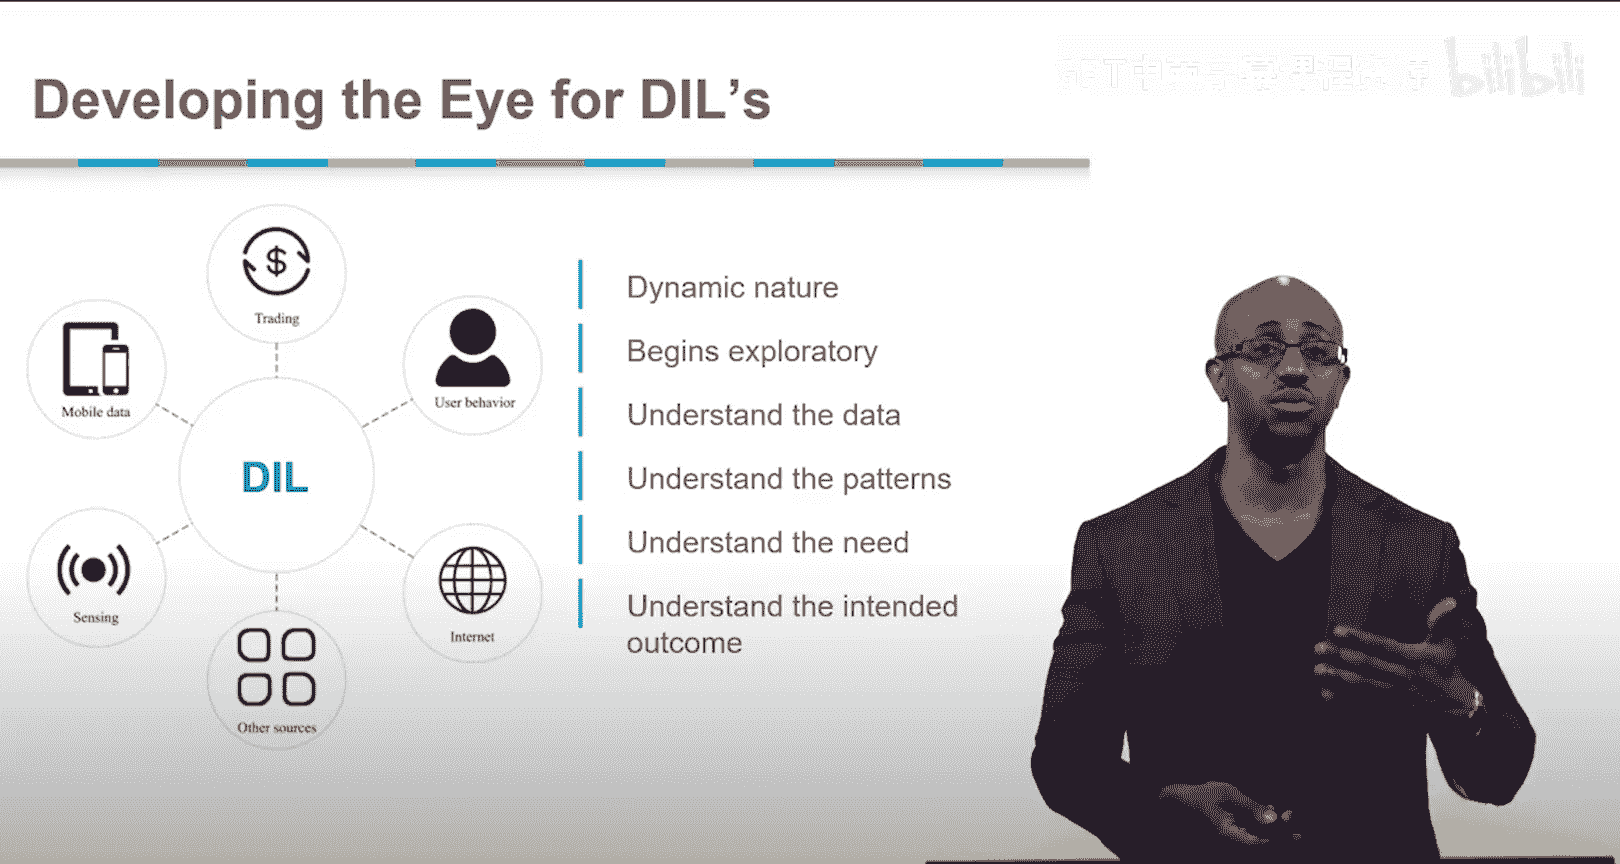 Developing the Eye for DIL's
bilibili
Trading
Mobile data
User behavior
DIL
Sensing
Internet
Other sources
Dynamic nature
Begins exploratory
Understand the data
Understand the patterns
Understand the need
Understand the intended
outcome